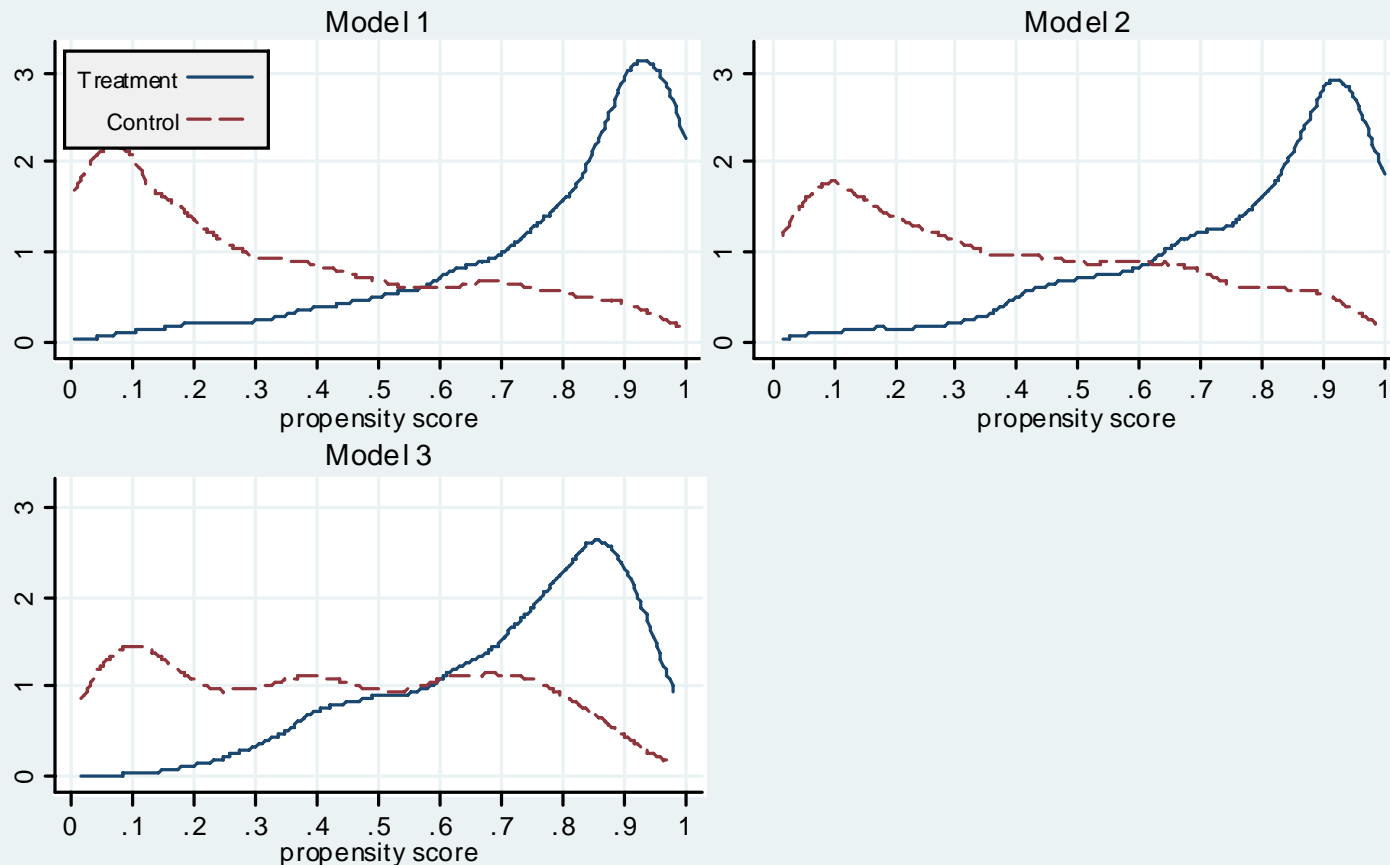 Model 1
Treatment
Control
3
2
1
0
0 .1 .2 .3 .4 .5 .6 .7 .8 .9 1
propensity score
Model 2
3
2
1
0
0 .1 .2 .3 .4 .5 .6 .7 .8 .9 1
propensity score
Model 3
3
2
1
0
0 .1 .2 .3 .4 .5 .6 .7 .8 .9 1
propensity score